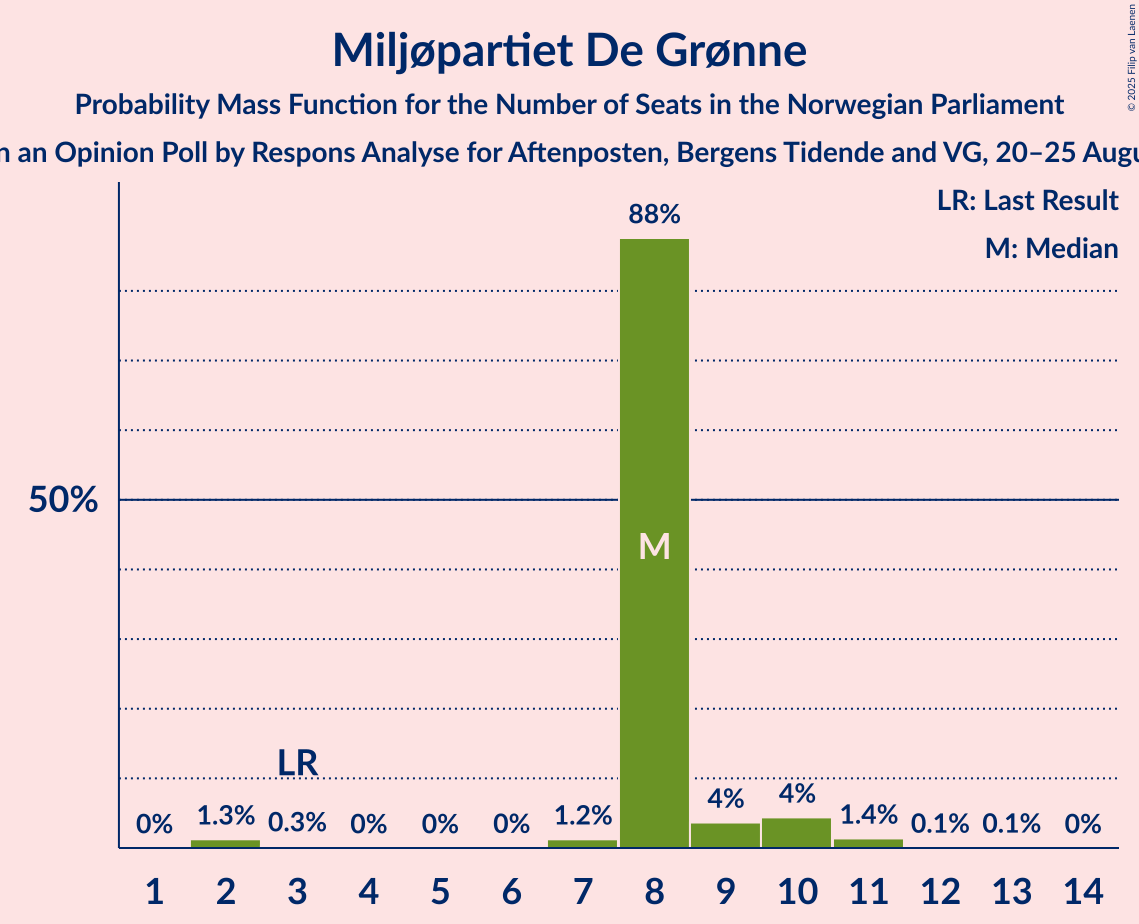 Miljøpartiet De Grønne
Probability Mass Function for the Number of Seats in the Norwegian Parliament
an Opinion Poll by Respons Analyse for Aftenposten, Bergens Tidende and VG, 20–25
LR: Last Result
M: Median
© 2025 Filip van Laenen
88%
50%
M
LR
0% 1.3% 0.3% 0% 0% 0% 1.2% 4% 4% 1.4% 0.1% 0.1% 0%
1 2 3 4 5 6 7 8 9 10 11 12 13 14